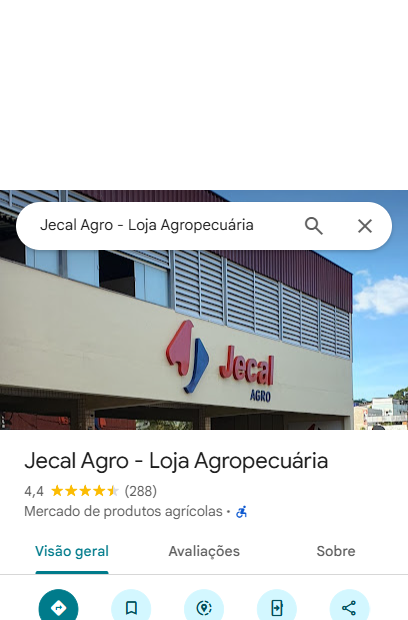 Jecal Agro - Loja Agropecuária
Jecal
AGRO
Jecal Agro - Loja Agropecuária
4,4 (288)
Mercado de produtos agrícolas ·
Visão geral
Avaliações
Sobre